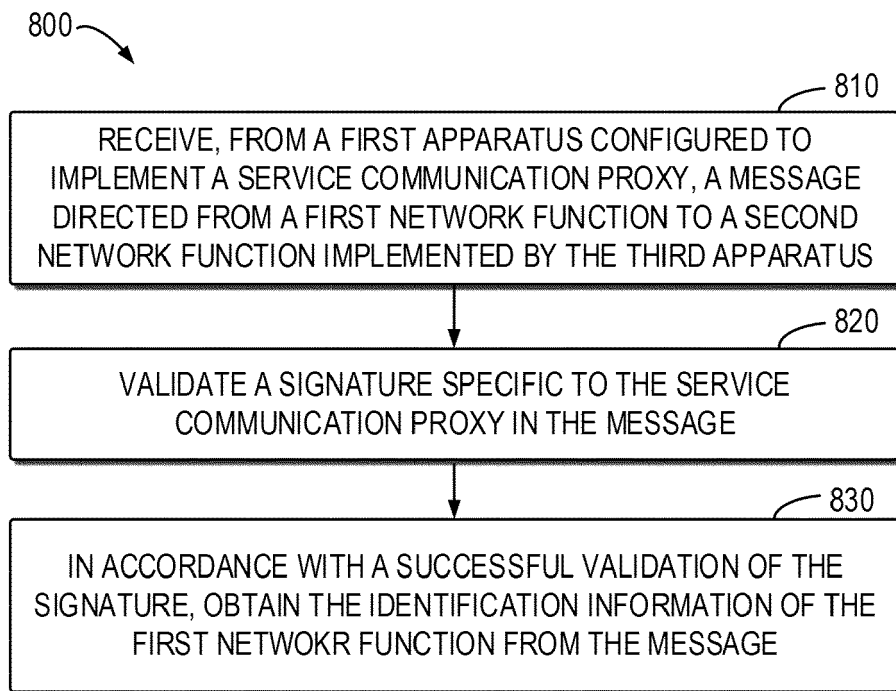 800
810
RECEIVE, FROM A FIRST APPARATUS CONFIGURED TO
IMPLEMENT A SERVICE COMMUNICATION PROXY, A MESSAGE
DIRECTED FROM A FIRST NETWORK FUNCTION TO A SECOND
NETWORK FUNCTION IMPLEMENTED BY THE THIRD APPARATUS
820
VALIDATE A SIGNATURE SPECIFIC TO THE SERVICE
COMMUNICATION PROXY IN THE MESSAGE
830
IN ACCORDANCE WITH A SUCCESSFUL VALIDATION OF THE
SIGNATURE, OBTAIN THE IDENTIFICATION INFORMATION OF THE
FIRST NETWOKR FUNCTION FROM THE MESSAGE